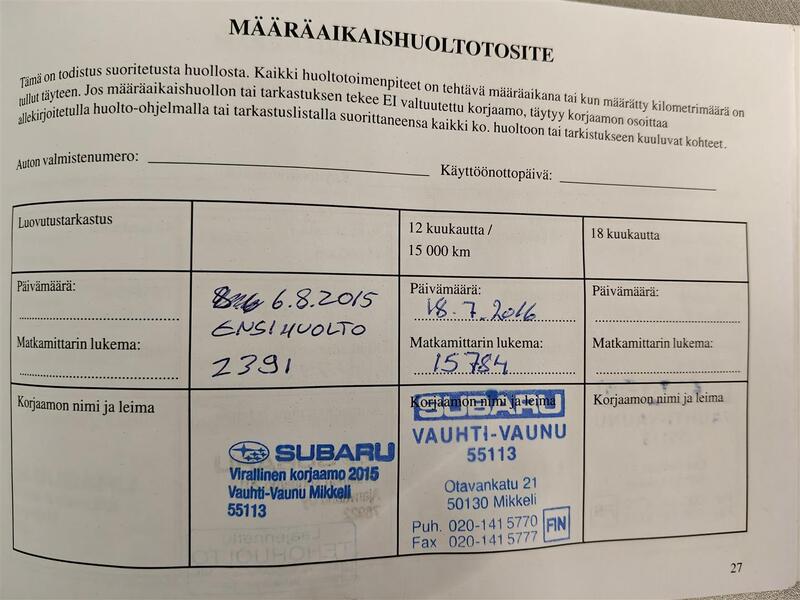 MÄÄRÄAIKAISHUOLTOTOSITE
Tämä on todistus suoritetusta huollosta. Kaikki huoltotoimenpiteet on tehtävä määräaikana tai kun määrätty kilometrimäärä on
tullut täyteen. Jos määräaikaishuollon tai tarkastuksen tekee EI valtuutettu korjaamo, täytyy korjaamon osoittaa
allekirjoitetulla huolto-ohjelmalla tai tarkastuslistalla suorittaneensa kaikki ko. huoltoon tai tarkistukseen kuuluvat kohteet.
Auton valmistenumero:
Käyttöönottopäivä:
Luovutustarkastus
12 kuukautta /
15 000 km
18 kuukautta
Päivämäärä:
6.8.2015
ENSIHUOLTO
Päivämäärä:
18.7.2016
Päivämäärä:
Matkamittarin lukema:
2391
Matkamittarin lukema:
15784
Matkamittarin lukema:
Korjaamon nimi ja leima
SUBARU
Virallinen korjaamo 2015
Vauhti-Vaunu Mikkeli
55113
Korjaamon nimi ja leima
SUBARU
VAUHTI-VAUNU
55113
Otavankatu 21
50130 Mikkeli
Puh. 020-141 5770
Fax 020-141 5777
FIN
Korjaamon nimi ja leima
27